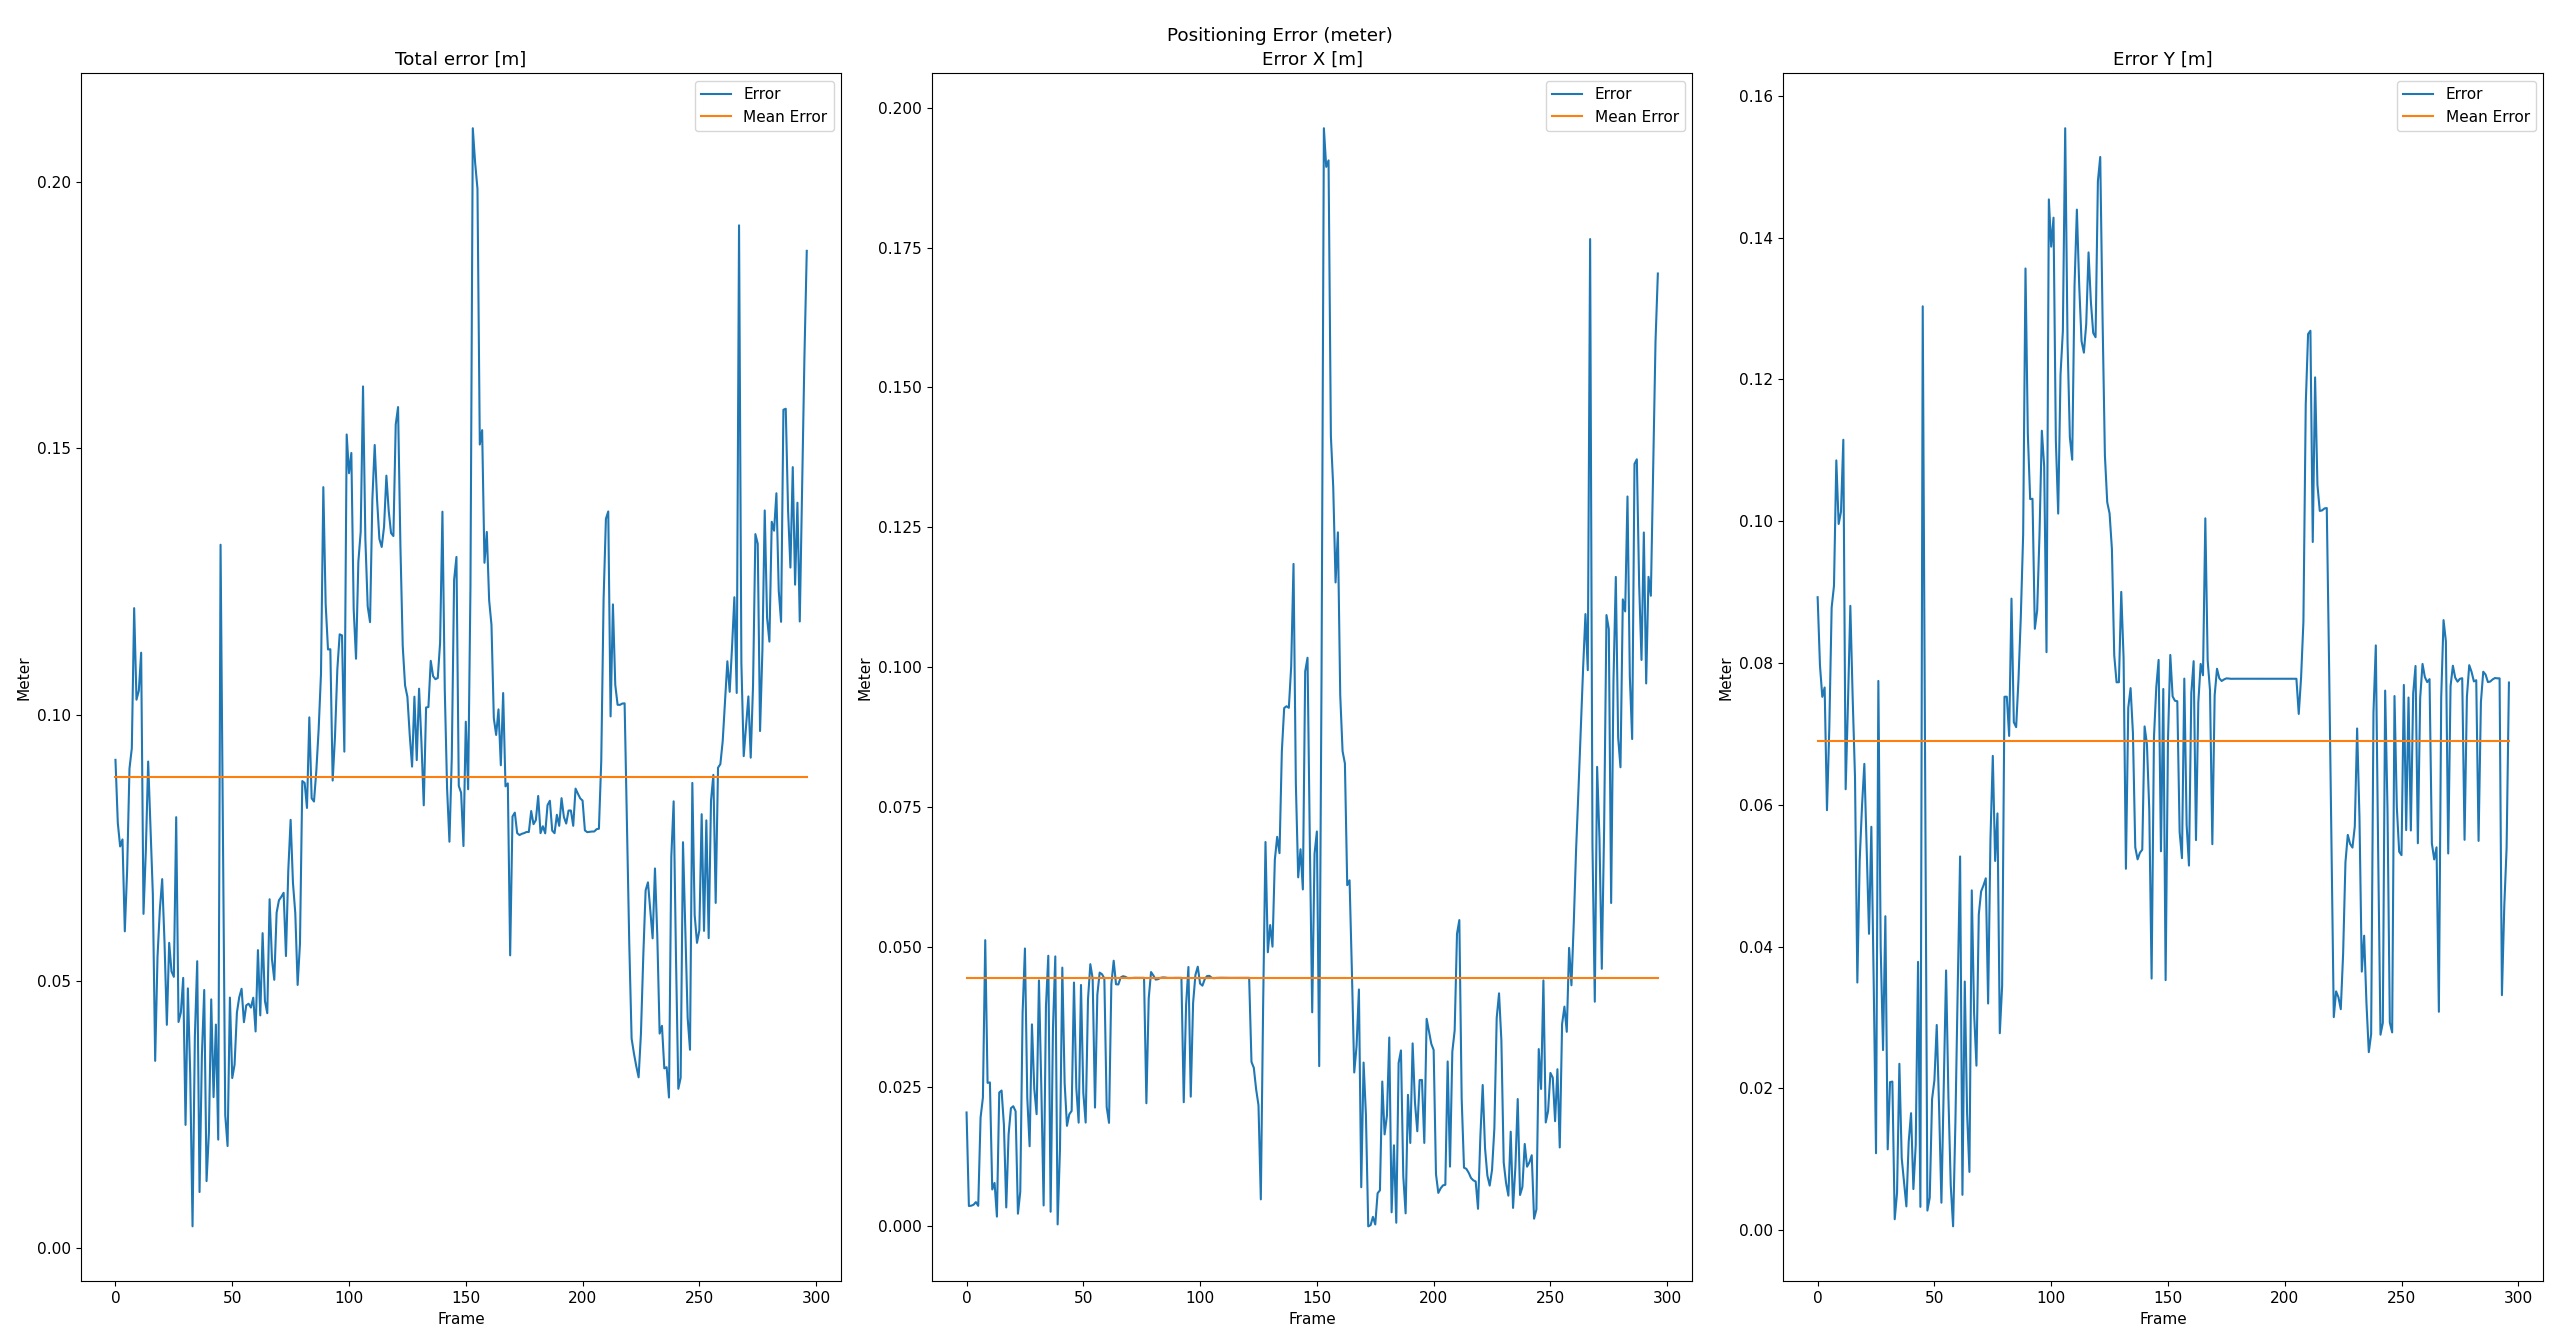 Positioning Error (meter)
Total error [m]
Error
Mean Error
0.20
0.15
0.10
0.05
0.00
Meter
0 50 100 150 200 250 300
Frame
Error X [m]
Error
Mean Error
0.200
0.175
0.150
0.125
0.100
0.075
0.050
0.025
0.000
Meter
0 50 100 150 200 250 300
Frame
Error Y [m]
Error
Mean Error
0.16
0.14
0.12
0.10
0.08
0.06
0.04
0.02
0.00
Meter
0 50 100 150 200 250 300
Frame